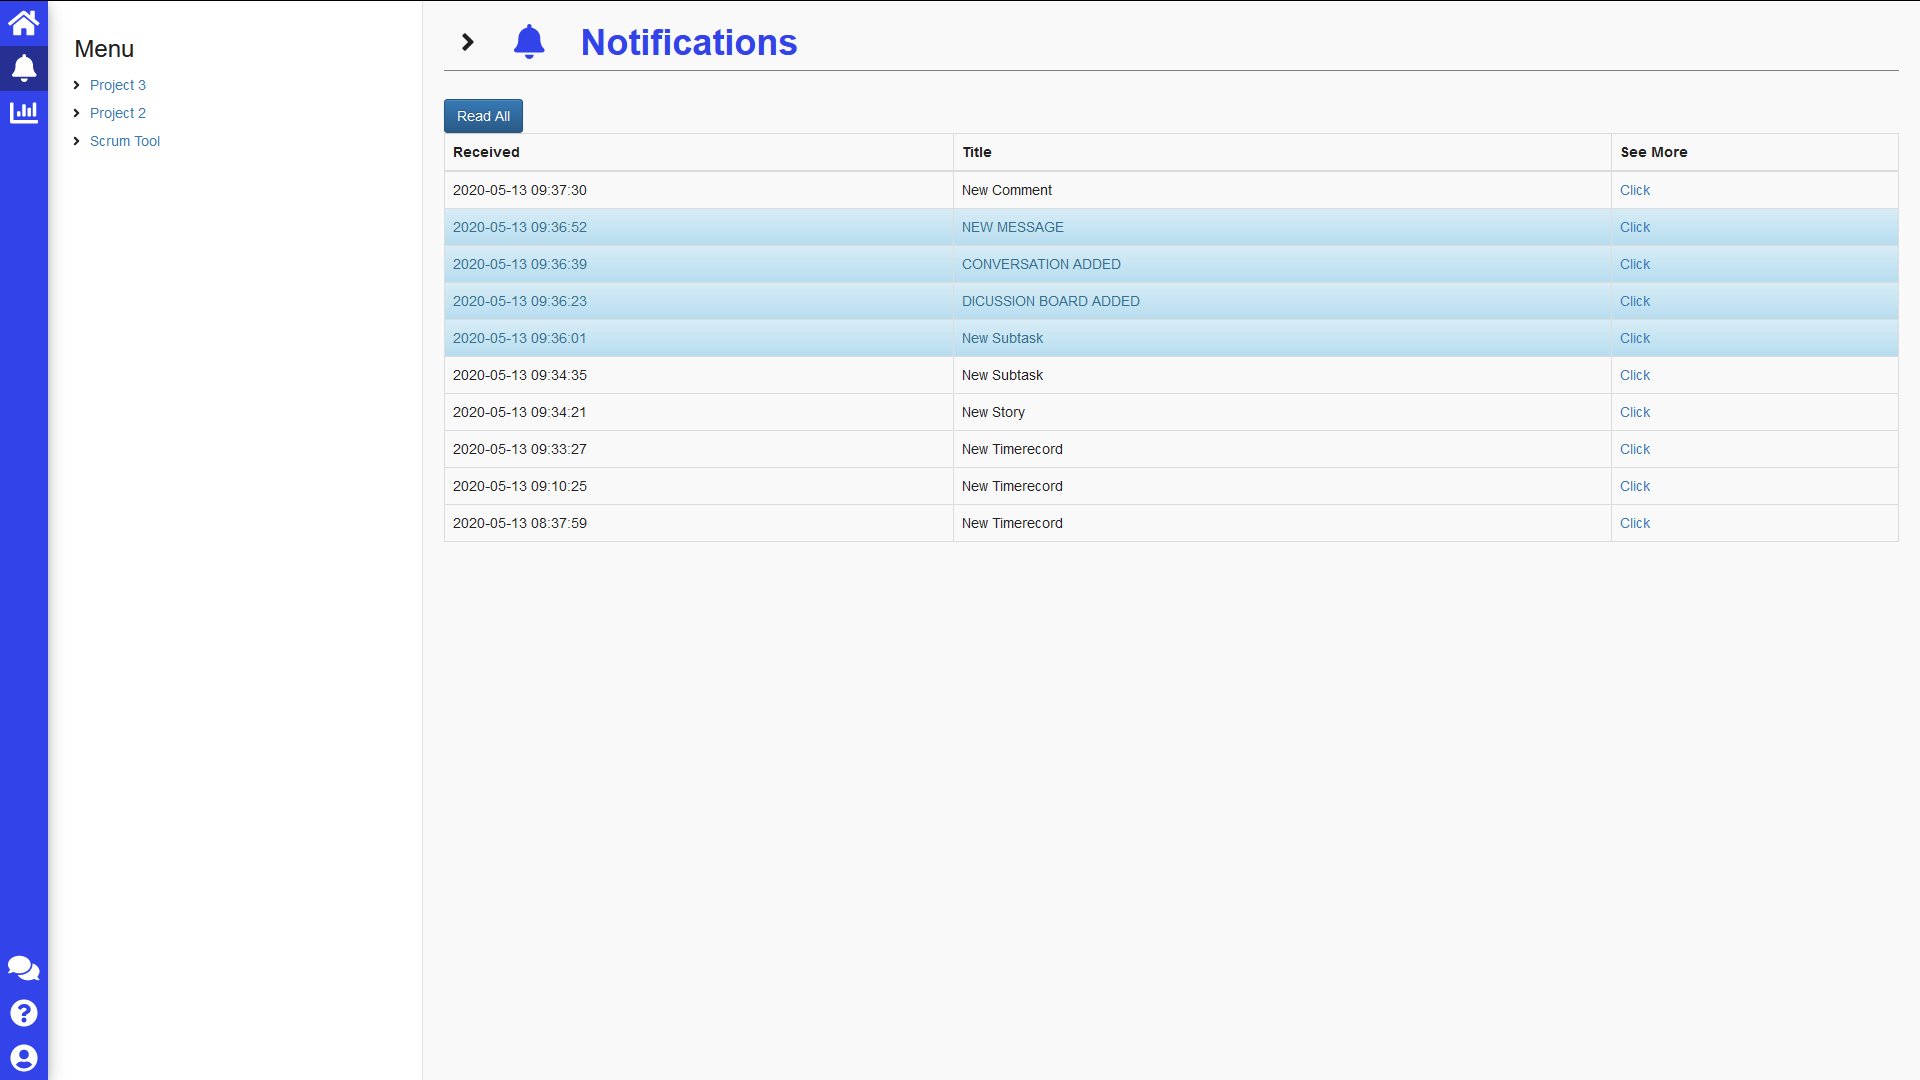 Menu
Project 3
Project 2
Scrum Tool
Notifications
Read All
Received Title See More
2020-05-13 09:37:30 New Comment Click
2020-05-13 09:36:52 NEW MESSAGE Click
2020-05-13 09:36:39 CONVERSATION ADDED Click
2020-05-13 09:36:23 DICUSSION BOARD ADDED Click
2020-05-13 09:36:01 New Subtask Click
2020-05-13 09:34:35 New Subtask Click
2020-05-13 09:34:21 New Story Click
2020-05-13 09:33:27 New Timerecord Click
2020-05-13 09:10:25 New Timerecord Click
2020-05-13 08:37:59 New Timerecord Click